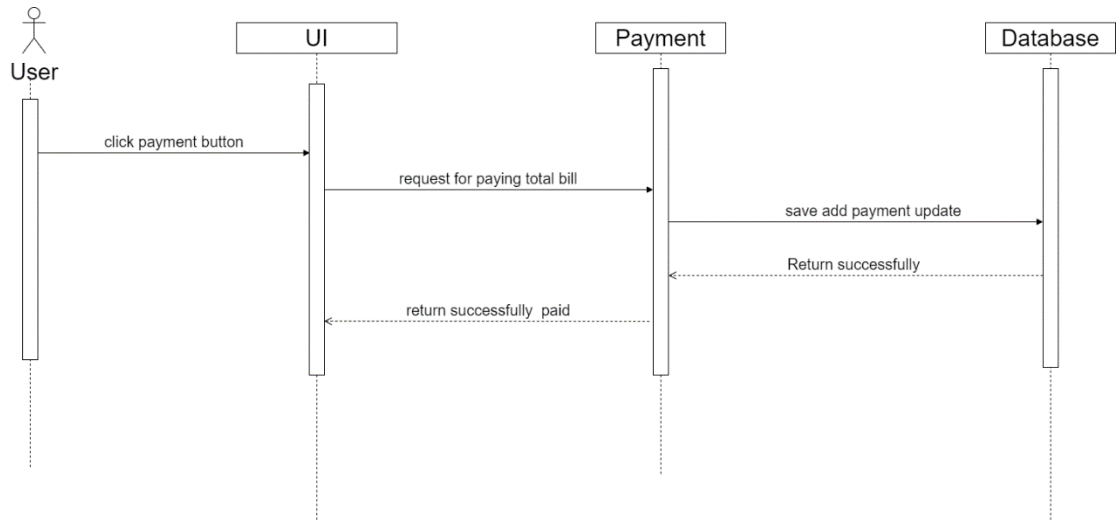 UI
Payment
Database
User
click payment button
request for paying total bill
save add payment update
Return successfully
return successfully  paid